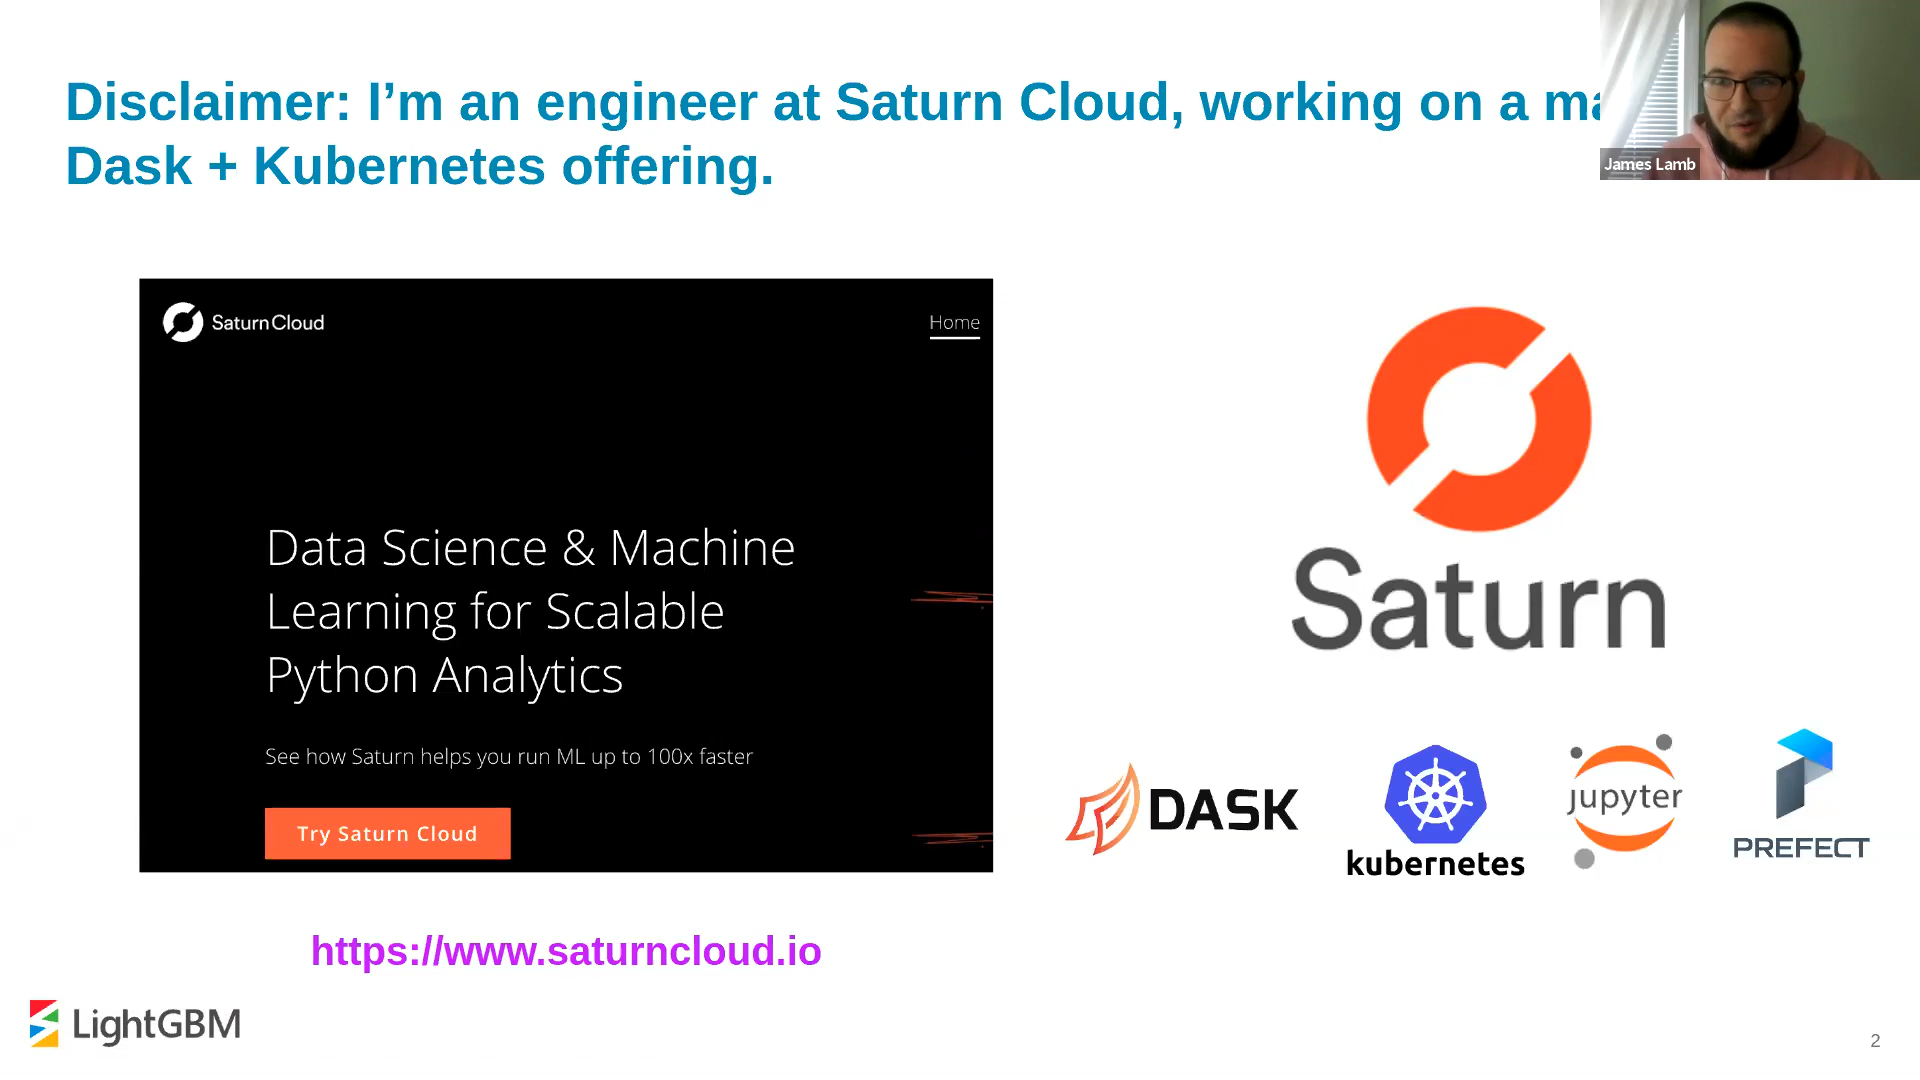 Disclaimer: I'm an engineer at Saturn Cloud, working on a
Dask + Kubernetes offering.
James Lamb
Saturn Cloud
Home
Data Science & Machine
Learning for Scalable
Python Analytics
See how Saturn helps you run ML up to 100x faster
Try Saturn Cloud
Saturn
DASK
kubernetes
jupyter
PREFECT
https://www.saturncloud.io
LightGBM
2